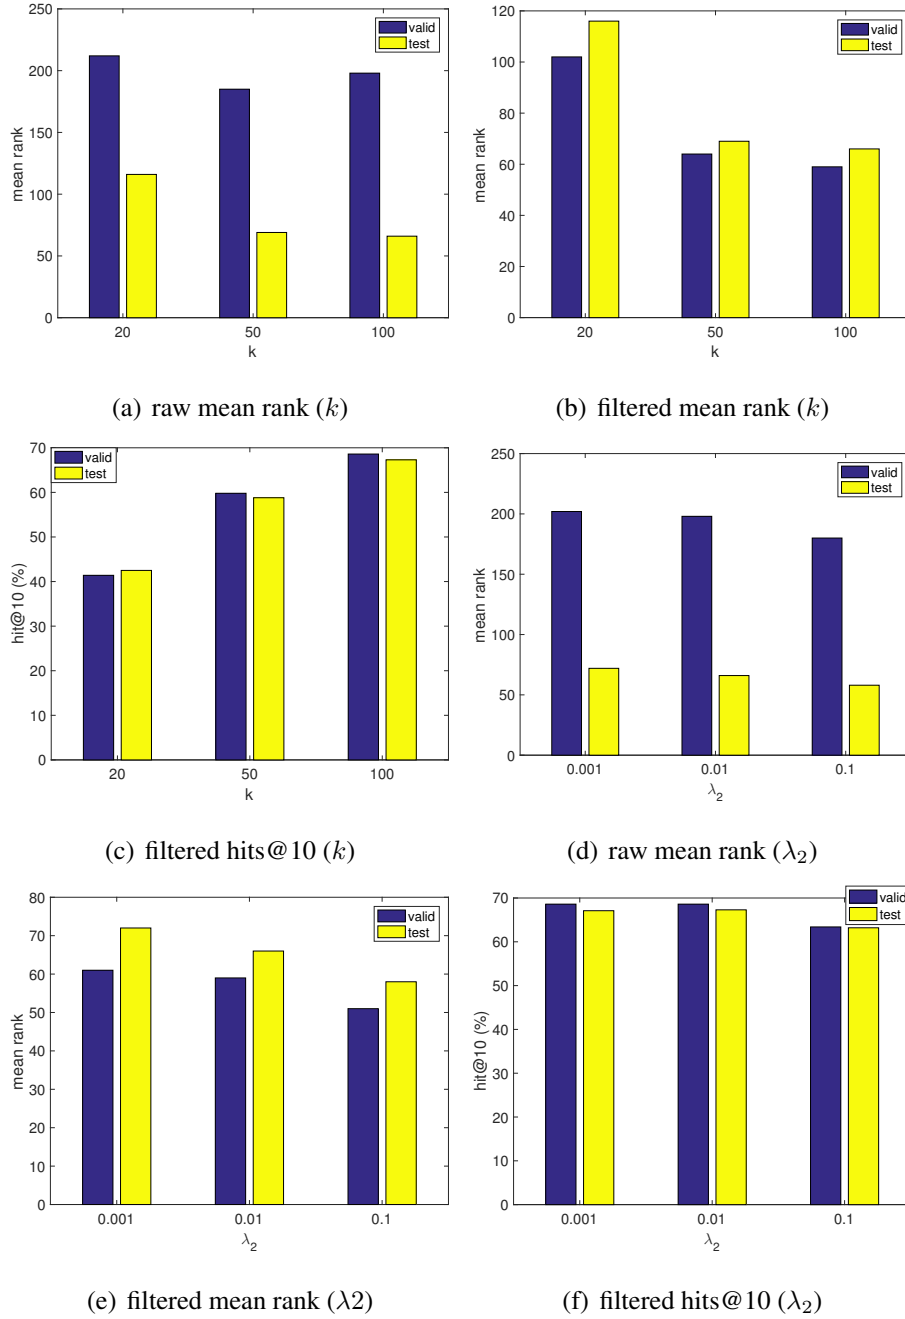 250
200
150
100
50
0
mean rank
valid
test
20 50 100
k
(a) raw mean rank (k)
140
120
100
80
60
40
20
0
mean rank
valid
test
20 50 100
k
(b) filtered mean rank (k)
70
60
50
40
30
20
10
0
hit@10 (%)
valid
test
20 50 100
k
(c) filtered hits@10 (k)
250
200
150
100
50
0
mean rank
valid
test
0.001 0.01 0.1
λ₂
(d) raw mean rank (λ₂)
80
70
60
50
40
30
20
10
0
mean rank
valid
test
0.001 0.01 0.1
λ₂
(e) filtered mean rank (λ2)
70
60
50
40
30
20
10
0
hit@10 (%)
valid
test
0.001 0.01 0.1
λ₂
(f) filtered hits@10 (λ₂)